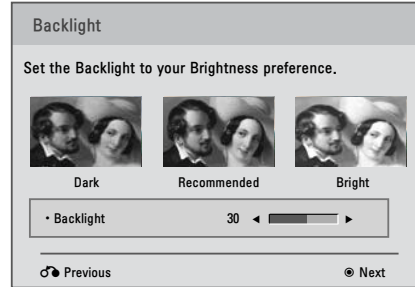 Backlight
Set the Backlight to your Brightness preference.
Dark Recommended Bright
• Backlight 30
Previous Next